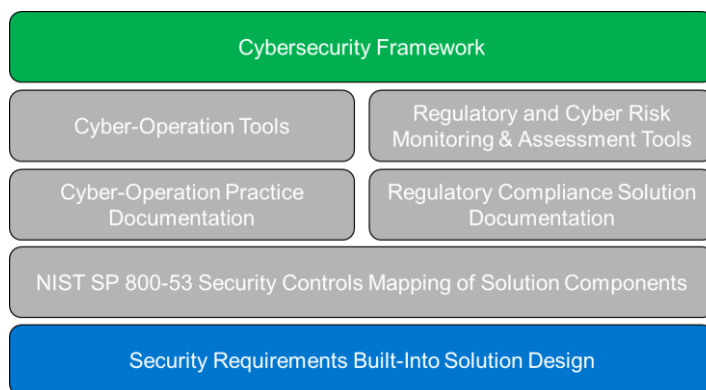 Cybersecurity Framework
Cyber-Operation Tools
Regulatory and Cyber Risk
Monitoring & Assessment Tools
Cyber-Operation Practice
Documentation
Regulatory Compliance Solution
Documentation
NIST SP 800-53 Security Controls Mapping of Solution Components
Security Requirements Built-Into Solution Design